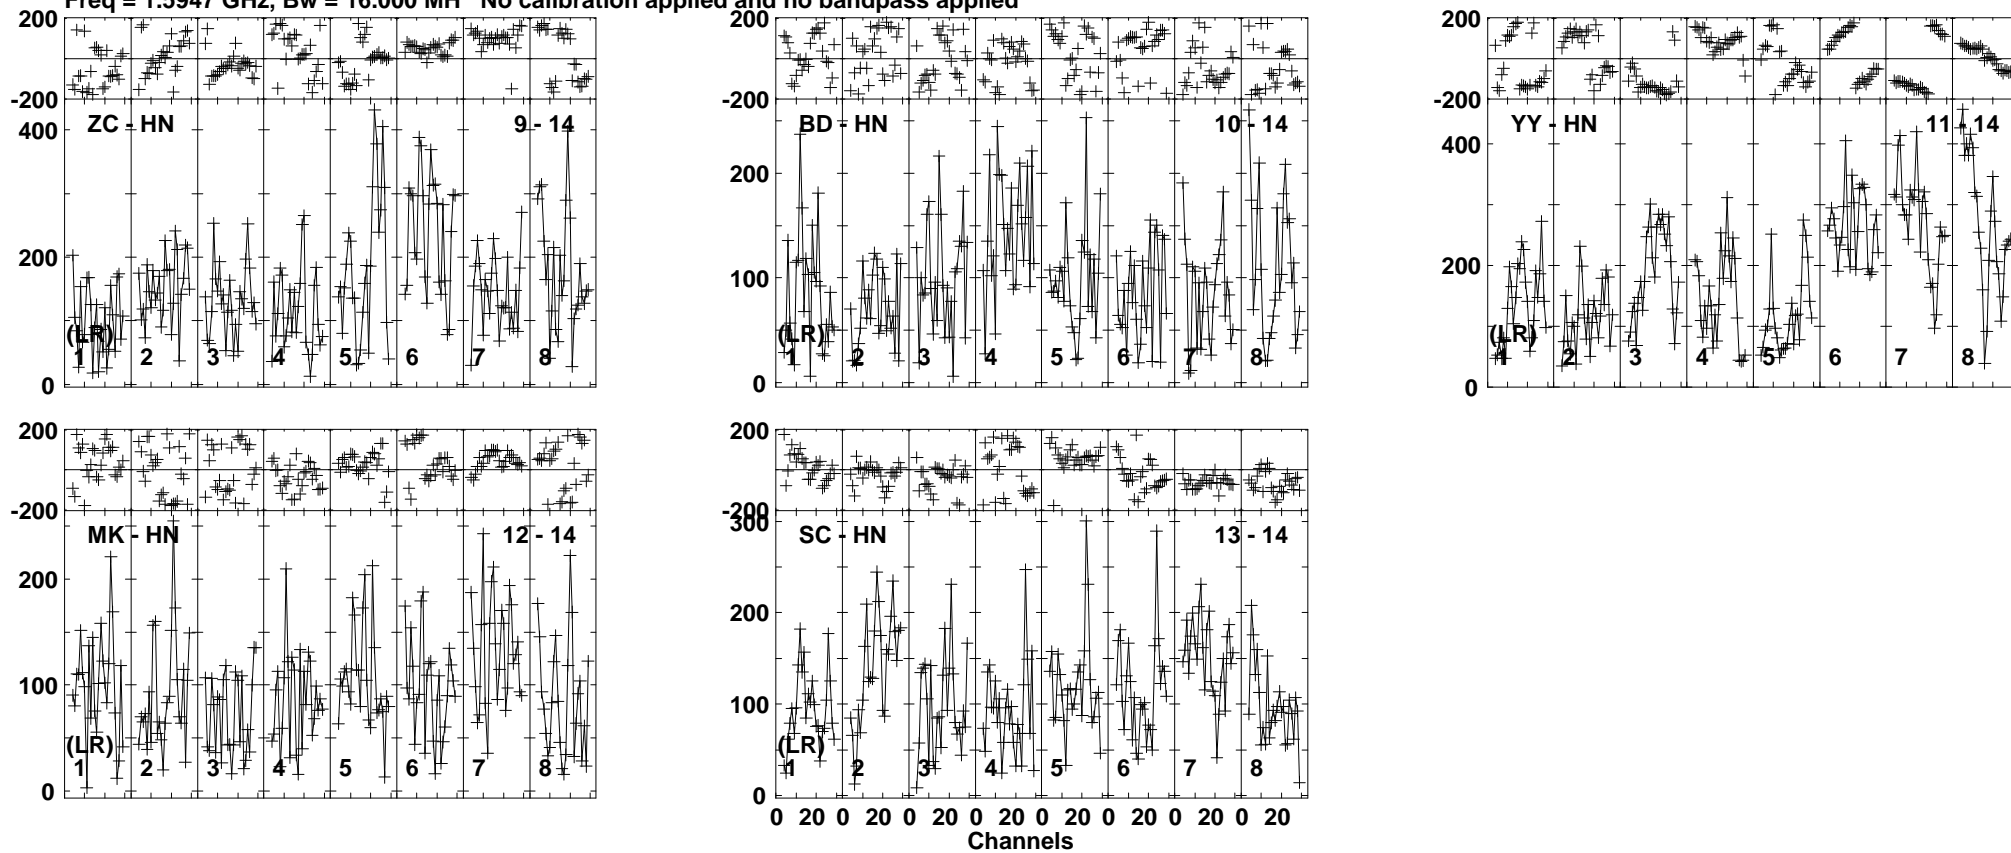 Freq = 1.5947 GHz, Bw = 16.000 MH No calibration applied and no bandpass applied
200
-200
400
200
0
ZC - HN
9 - 14
(LR)
1 2 3 4 5 6 7 8
200
-200
200
100
0
BD - HN
10 - 14
(LR)
1 2 3 4 5 6 7 8
200
-200
400
200
0
YY - HN
11 - 14
(LR)
1 2 3 4 5 6 7 8
200
-200
200
100
0
MK - HN
12 - 14
(LR)
1 2 3 4 5 6 7 8
200
-200
300
200
100
0
SC - HN
13 - 14
(LR)
1 2 3 4 5 6 7 8
0 20 0 20 0 20 0 20 0 20 0 20 0 20 0 20
Channels